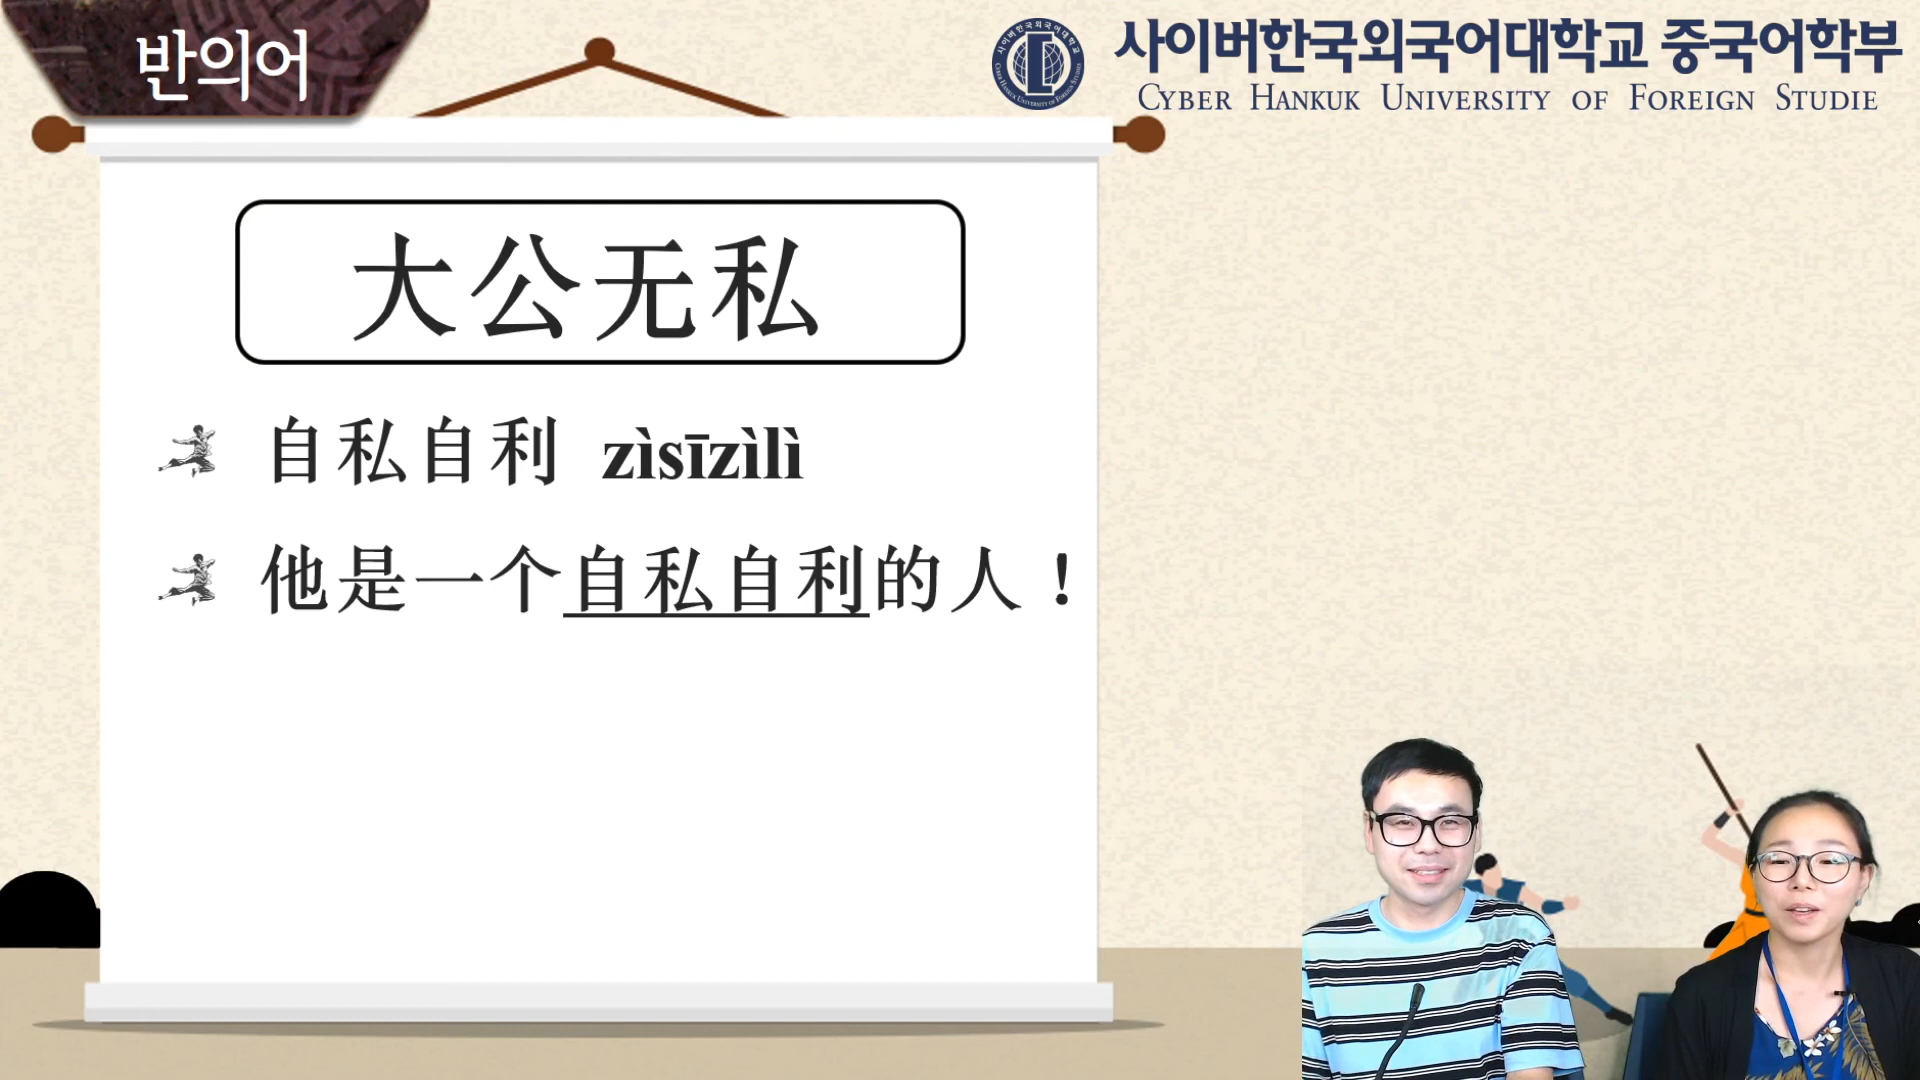 반의어
사이버한국외국어대학교 중국어학부
CYBER HANKUK UNIVERSITY OF FOREIGN STUDIE
大公无私
自私自利 zìsīzìlì
他是一个自私自利的人！